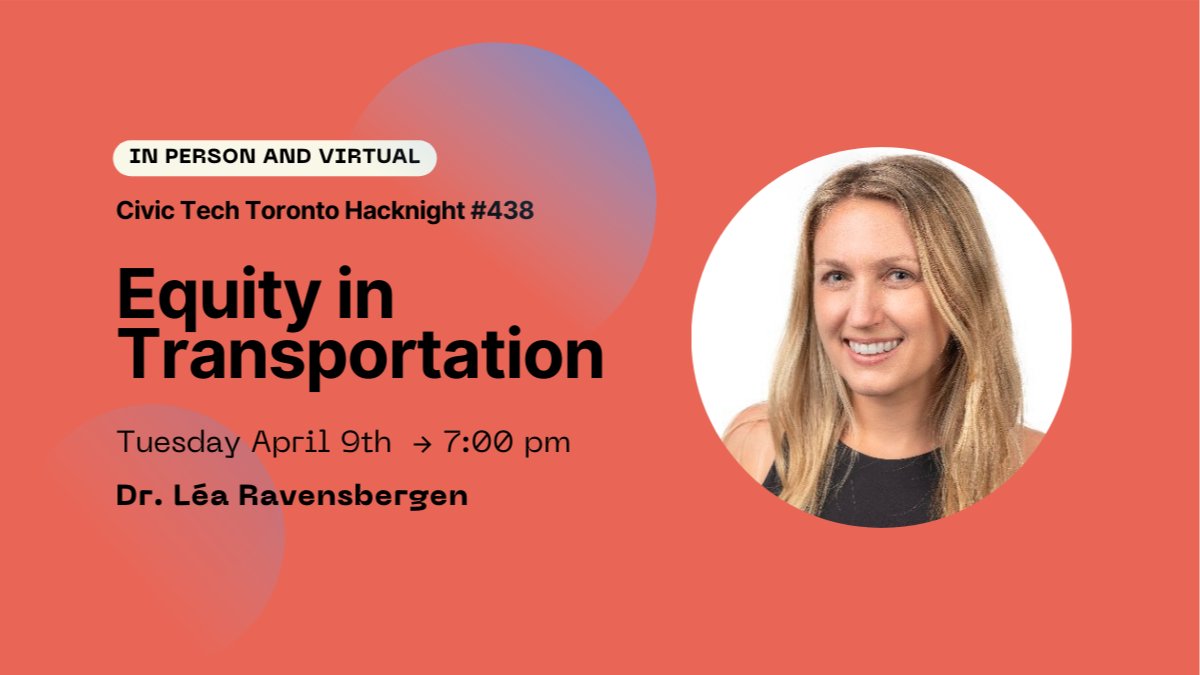 IN PERSON AND VIRTUAL
Civic Tech Toronto Hacknight #438
Equity in
Transportation
Tuesday April 9th → 7:00 pm
Dr. Léa Ravensbergen